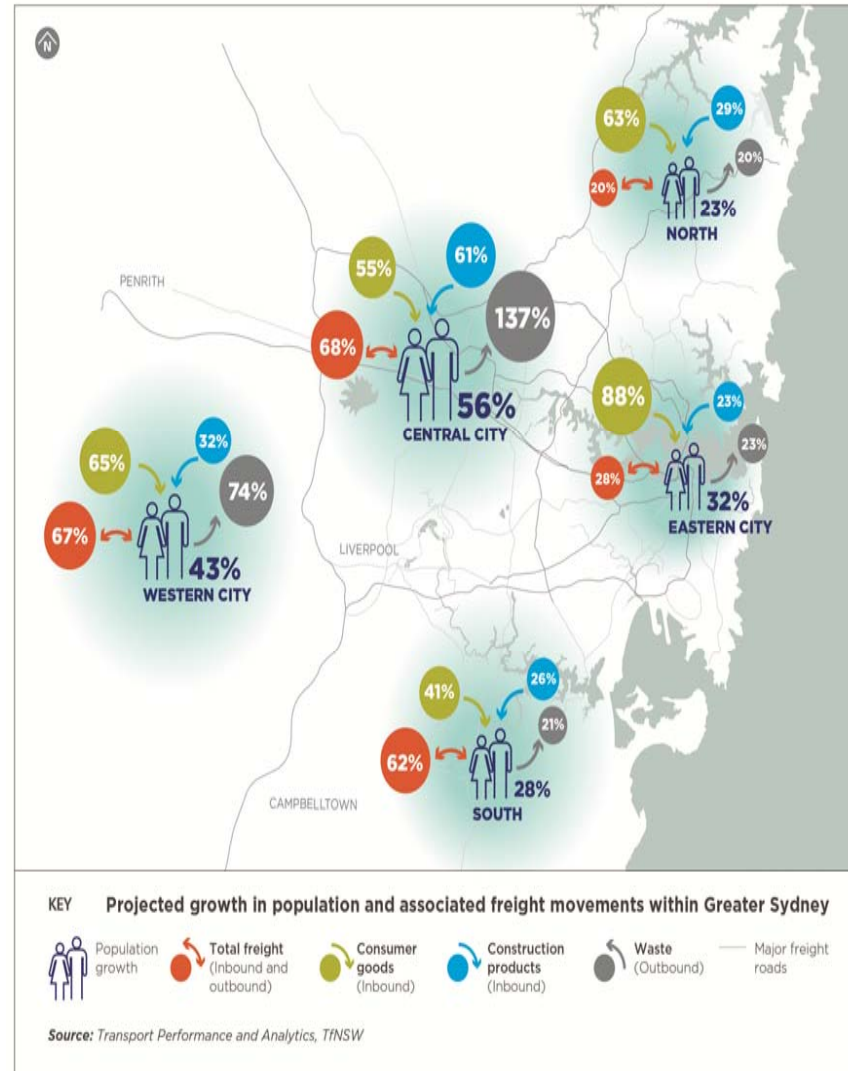 N
63%
29%
20%
20%
23%
NORTH
PENRITH
55%
61%
137%
68%
56%
CENTRAL CITY
88%
23%
23%
28%
32%
EASTERN CITY
65%
32%
74%
67%
43%
WESTERN CITY
LIVERPOOL
41%
26%
21%
62%
28%
SOUTH
CAMPBELLTOWN
KEY Projected growth in population and associated freight movements within Greater Sydney
Population
growth
Total freight
(Inbound and
outbound)
Consumer
goods
(Inbound)
Construction
products
(Inbound)
Waste
(Outbound)
Major freight
roads
Source: Transport Performance and Analytics, TfNSW